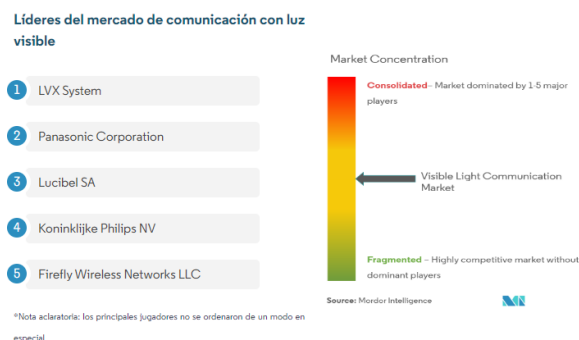 Líderes del mercado de comunicación con luz
visible
1 LVX System
2 Panasonic Corporation
3 Lucibel SA
4 Koninklijke Philips NV
5 Firefly Wireless Networks LLC
*Nota aclaratoria: los principales jugadores no se ordenaron de un modo en
especial
Market Concentration
Consolidated– Market dominated by 1-5 major
players
Visible Light Communication
Market
Fragmented – Highly competitive market without
dominant players
Source: Mordor Intelligence